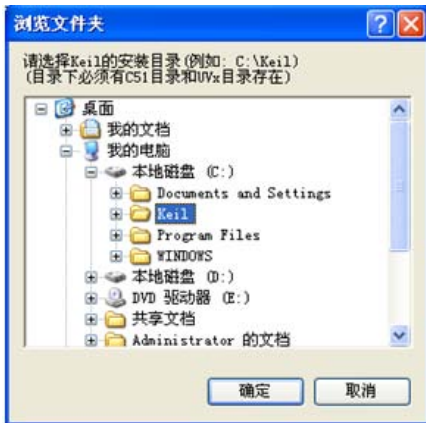 浏览文件夹
请选择Keil的安装目录(例如: C:\Keil)
(目录下必须有C51目录和UVx目录存在)
桌面
我的文档
我的电脑
本地磁盘 (C:)
Documents and Settings
Keil
Program Files
WINDOWS
本地磁盘 (D:)
DVD 驱动器 (E:)
共享文档
Administrator 的文档
确定 取消